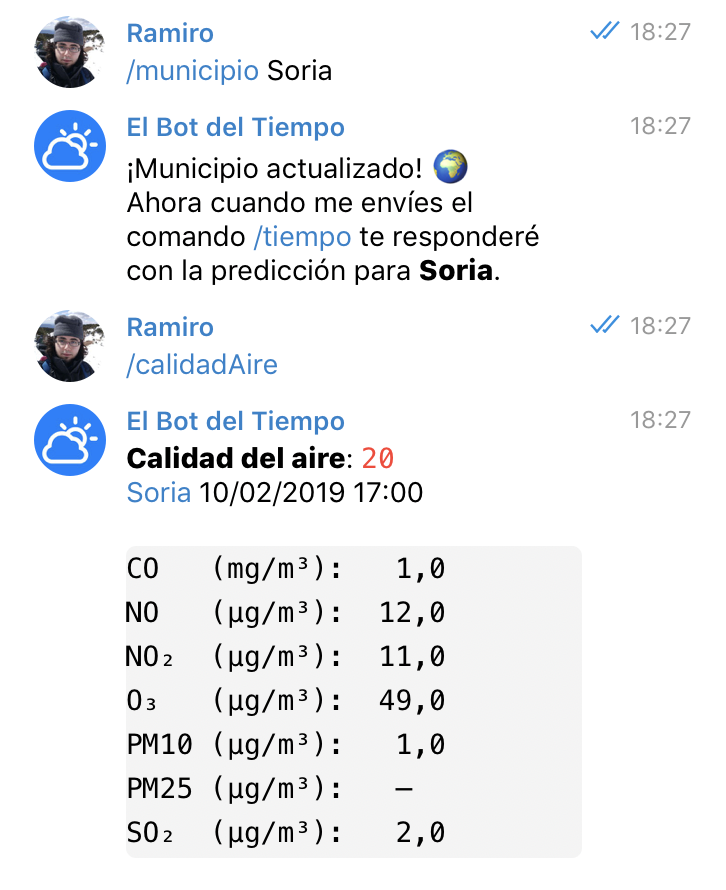 Ramiro 18:27
/municipio Soria
El Bot del Tiempo 18:27
¡Municipio actualizado! 🌍
Ahora cuando me envíes el
comando /tiempo te responderé
con la predicción para Soria.
Ramiro 18:27
/calidadAire
El Bot del Tiempo 18:27
Calidad del aire: 20
Soria 10/02/2019 17:00
CO (mg/m³): 1,0
NO (µg/m³): 12,0
NO₂ (µg/m³): 11,0
O₃ (µg/m³): 49,0
PM10 (µg/m³): 1,0
PM25 (µg/m³): –
SO₂ (µg/m³): 2,0